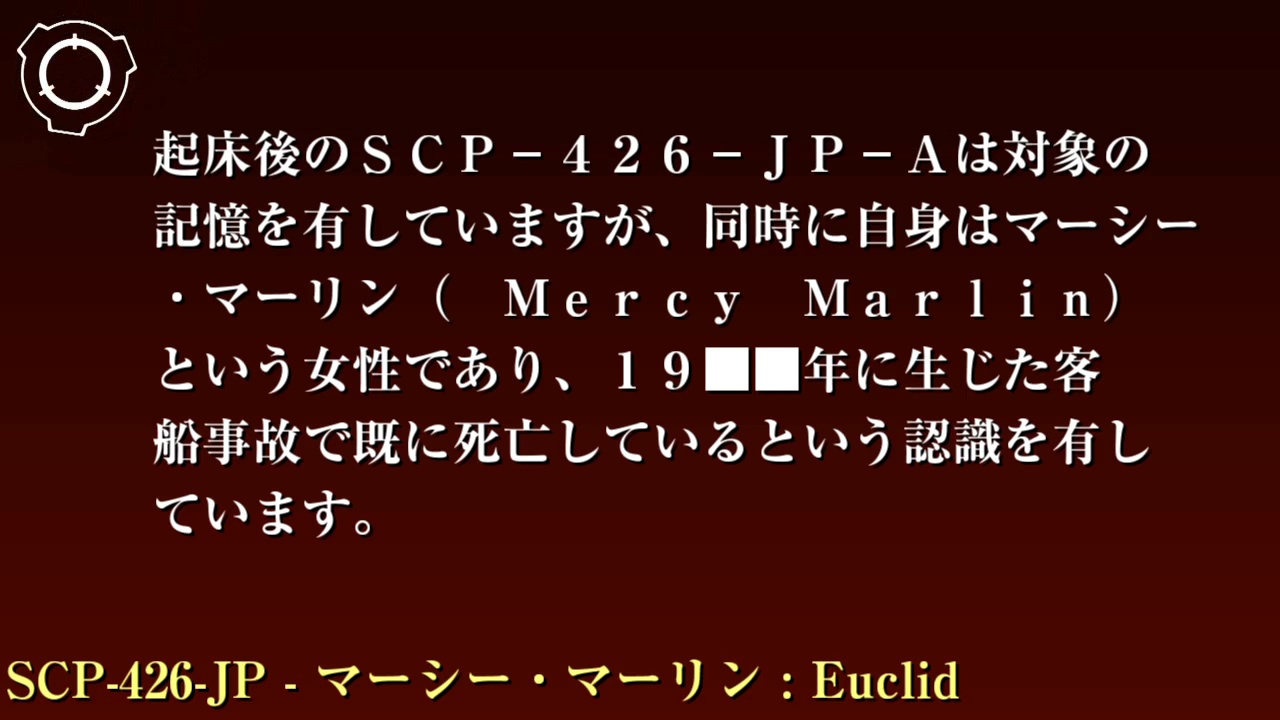 起床後のＳＣＰ－４２６－ＪＰ－Ａは対象の
記憶を有していますが、同時に自身はマーシー
・マーリン（　Ｍｅｒｃｙ　Ｍａｒｌｉｎ）
という女性であり、１９■■年に生じた客
船事故で既に死亡しているという認識を有し
ています。
SCP-426-JP - マーシー・マーリン : Euclid